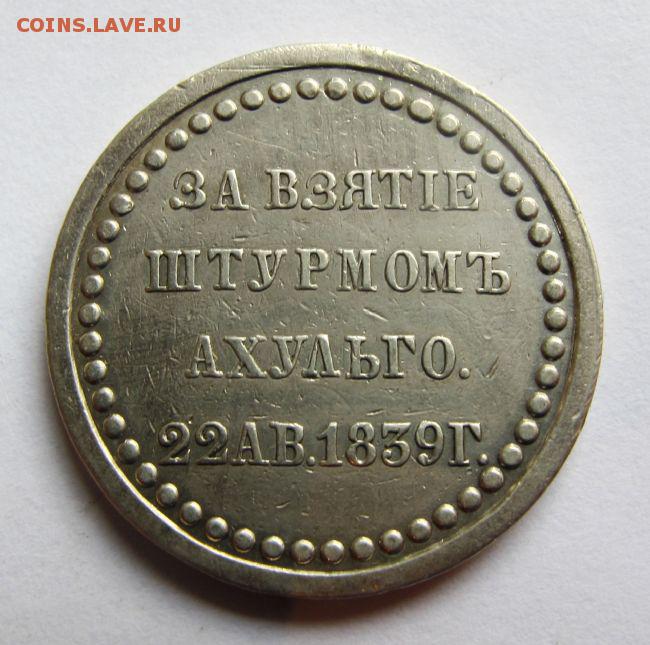 COINS.LAVE.RU
ЗА ВЗЯТІЕ
ШТУРМОМЪ
АХУЛЬГО.
22АВ.1839Г.